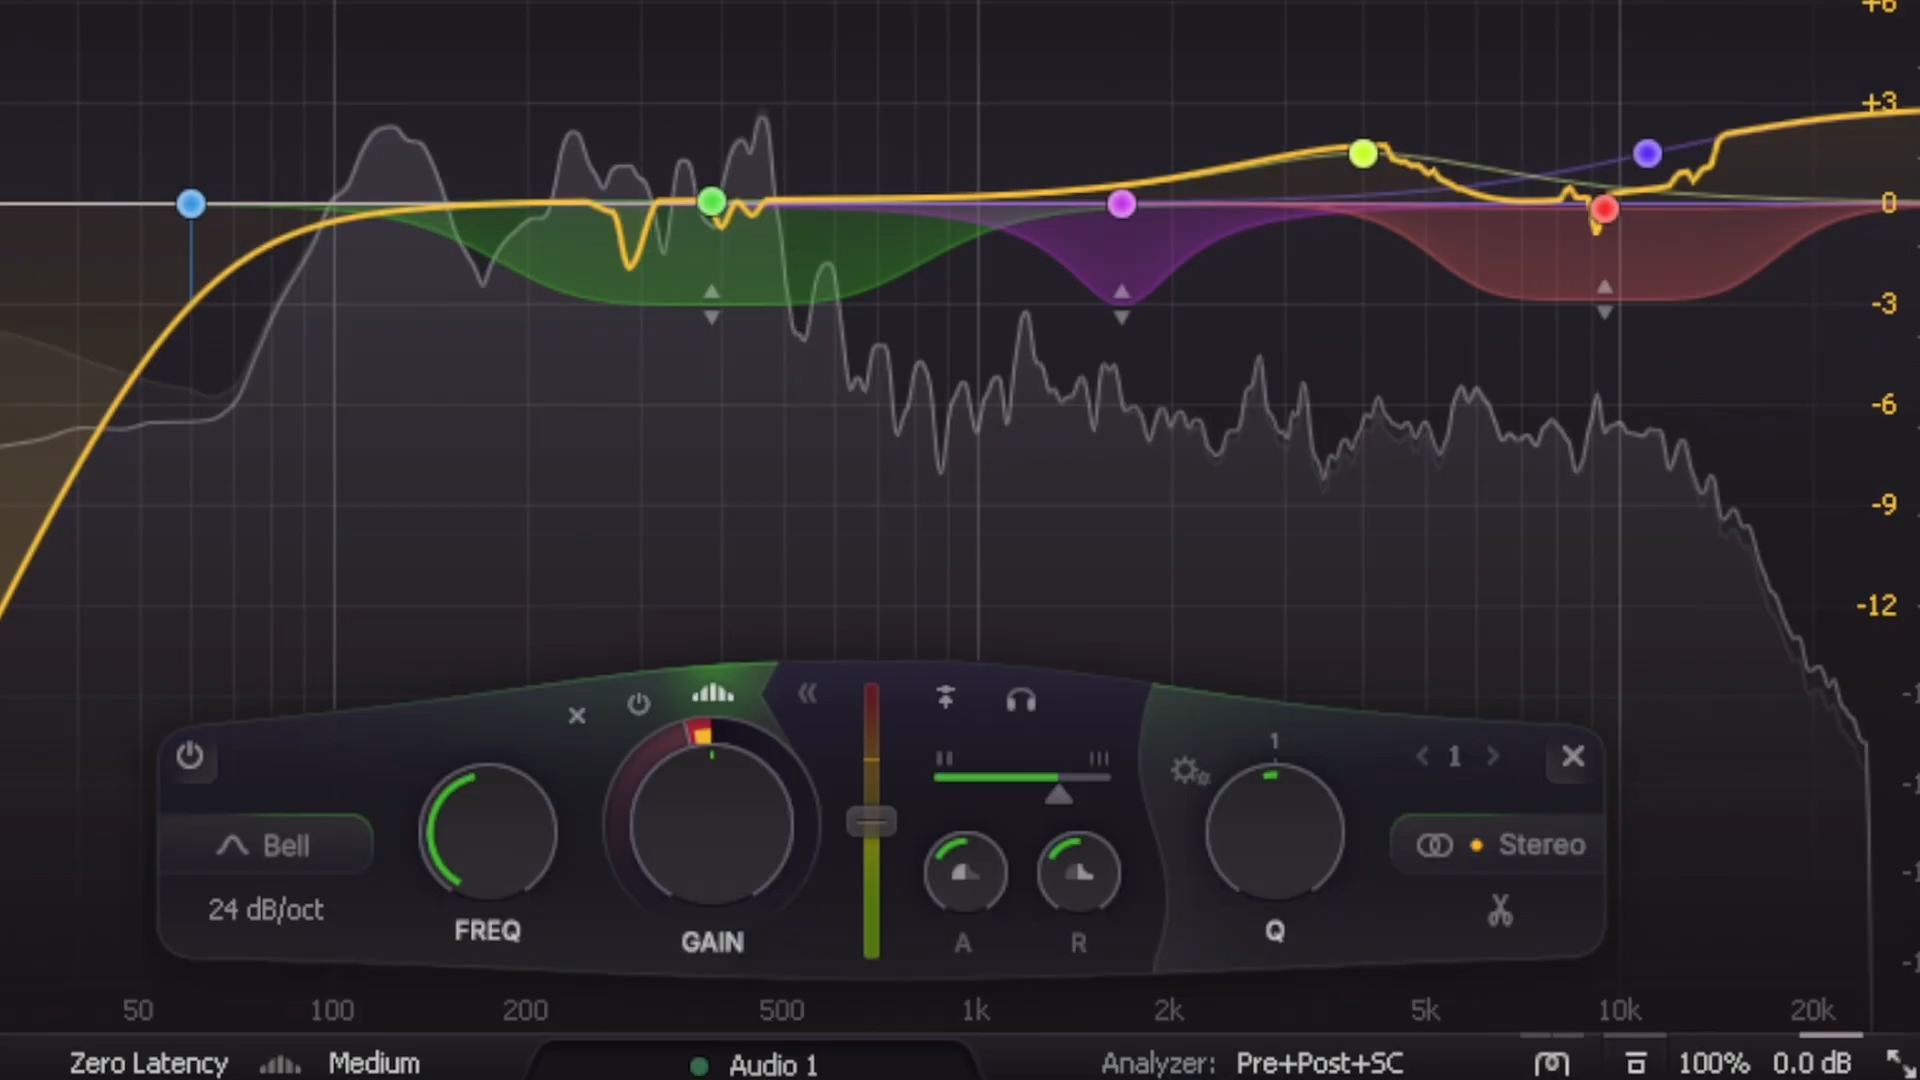 +6
+3
0
-3
-6
-9
-12
1
1
Bell
Stereo
24 dB/oct
FREQ
GAIN
A
R
Q
50 100 200 500 1k 2k 5k 10k 20k
Zero Latency Medium Audio 1 Analyzer: Pre+Post+SC 100% 0.0 dB